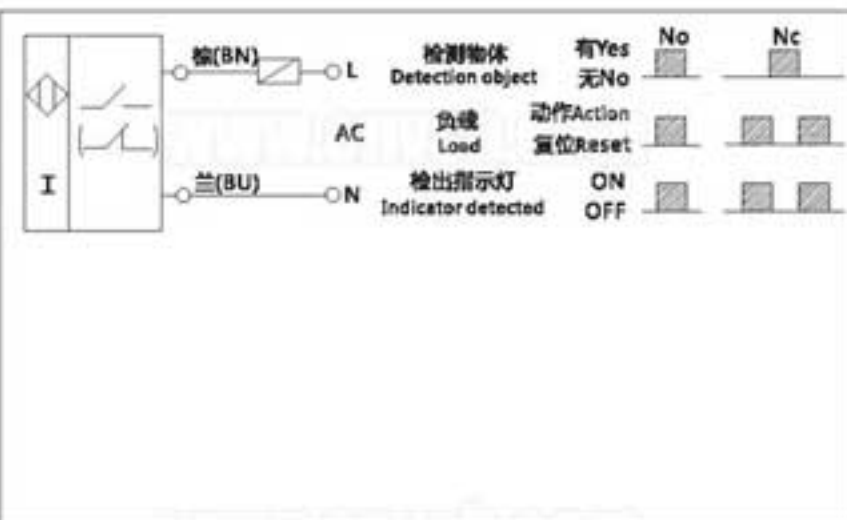 棕(BN)
L
检测物体
Detection object
有Yes
无No
No
Nc
AC
负载
Load
动作Action
复位Reset
I
兰(BU)
N
检出指示灯
Indicator detected
ON
OFF